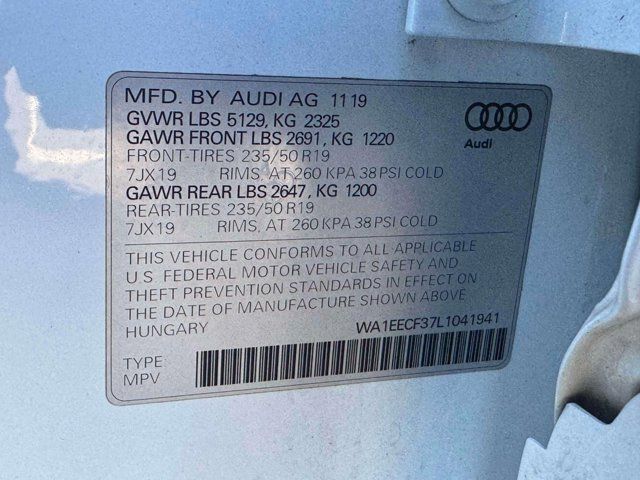 MFD. BY AUDI AG 1119
GVWR LBS 5129, KG 2325
GAWR FRONT LBS 2691, KG 1220
FRONT-TIRES 235/50 R19
7JX19 RIMS, AT 260 KPA 38 PSI COLD
GAWR REAR LBS 2647, KG 1200
REAR-TIRES 235/50 R19
7JX19 RIMS, AT 260 KPA 38 PSI COLD
Audi
THIS VEHICLE CONFORMS TO ALL APPLICABLE
U.S. FEDERAL MOTOR VEHICLE SAFETY AND
THEFT PREVENTION STANDARDS IN EFFECT ON
THE DATE OF MANUFACTURE SHOWN ABOVE
HUNGARY WA1EECF37L1041941
TYPE
MPV